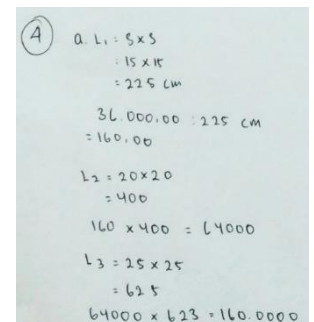 4
a. L₁ : S x S
: 15 x 15
= 225 cm
36.000,00 : 225 cm
= 160,00
L2 = 20 x 20
= 400
160 x 400 = 64000
L3 = 25 x 25
= 625
64000 x 623 = 160.0000